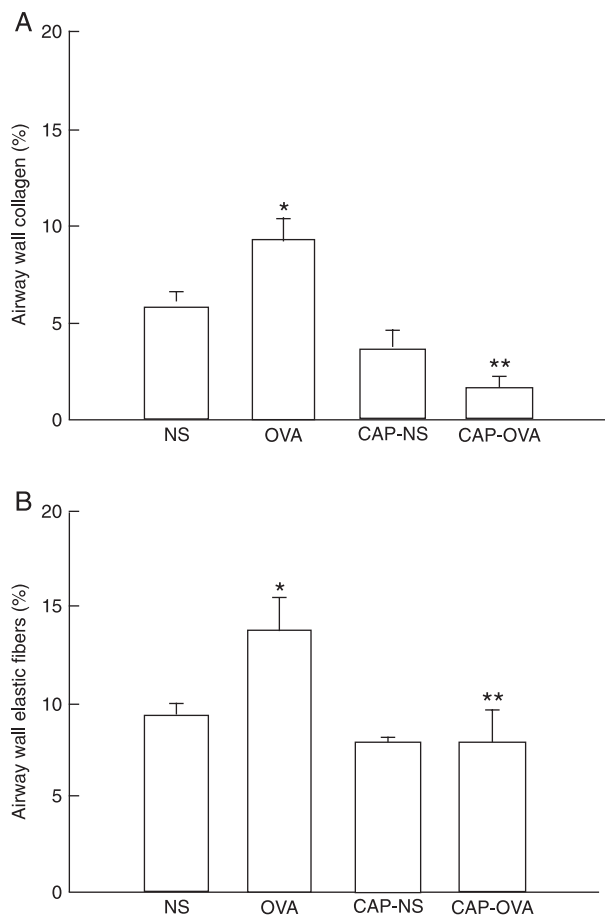 A
Airway wall collagen (%)
20
15
10
5
0
*
**
NS OVA CAP-NS CAP-OVA
B
Airway wall elastic fibers (%)
20
15
10
5
0
*
**
NS OVA CAP-NS CAP-OVA